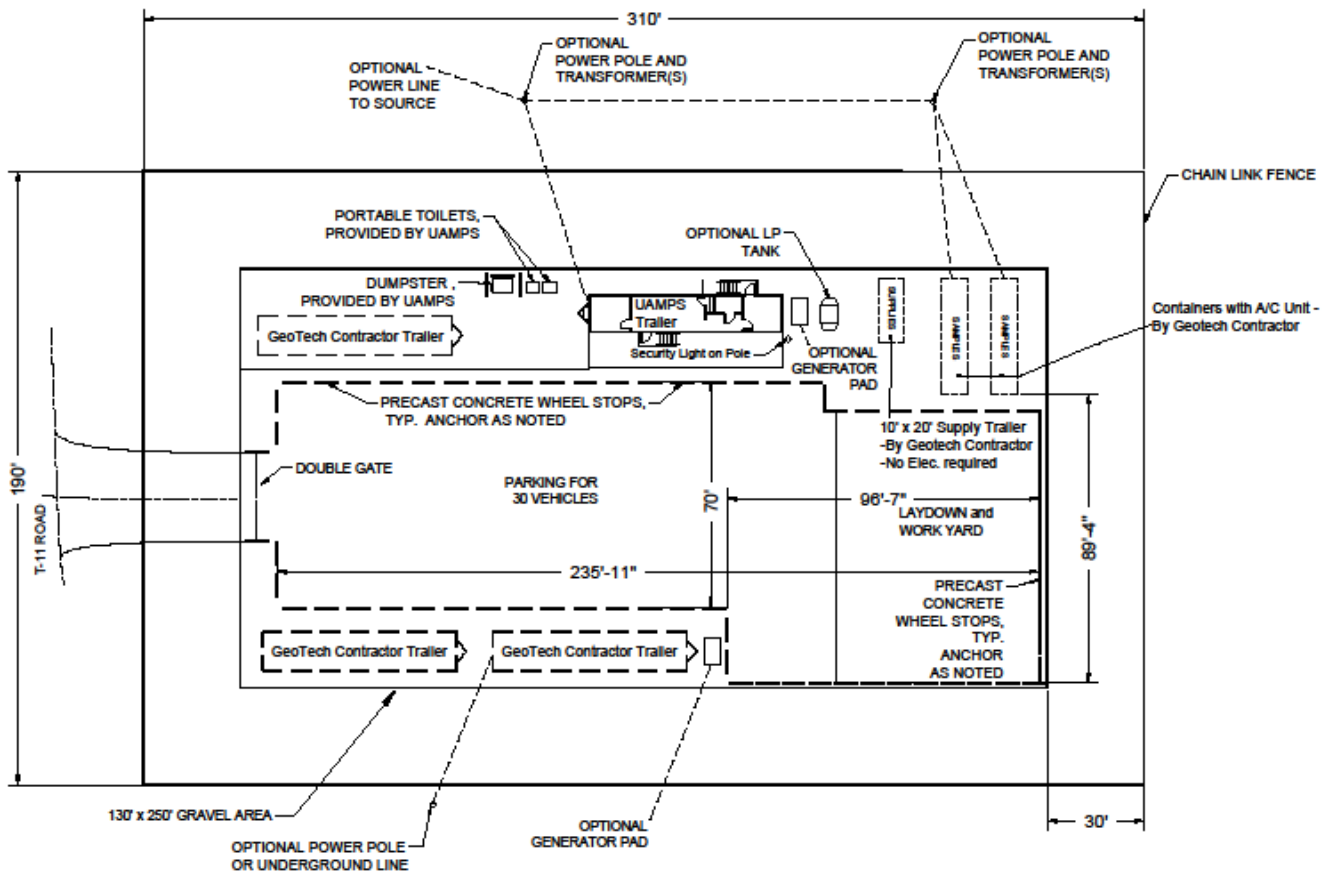 310'
OPTIONAL
POWER POLE AND
TRANSFORMER(S)
OPTIONAL
POWER POLE AND
TRANSFORMER(S)
OPTIONAL
POWER LINE
TO SOURCE
CHAIN LINK FENCE
PORTABLE TOILETS,
PROVIDED BY UAMPS
OPTIONAL LP
TANK
DUMPSTER ,
PROVIDED BY UAMPS
UAMPS
Trailer
SUPPLIES
SAMPLES
SAMPLES
Containers with A/C Unit -
By Geotech Contractor
GeoTech Contractor Trailer
Security Light on Pole
OPTIONAL
GENERATOR
PAD
PRECAST CONCRETE WHEEL STOPS,
TYP. ANCHOR AS NOTED
10' x 20' Supply Trailer
-By Geotech Contractor
-No Elec. required
DOUBLE GATE
PARKING FOR
30 VEHICLES
190'
T-11 ROAD
70'
96'-7"
LAYDOWN and
WORK YARD
89'-4"
235'-11"
PRECAST
CONCRETE
WHEEL STOPS,
TYP.
ANCHOR
AS NOTED
GeoTech Contractor Trailer
GeoTech Contractor Trailer
130' x 250' GRAVEL AREA
OPTIONAL POWER POLE
OR UNDERGROUND LINE
OPTIONAL
GENERATOR PAD
30'